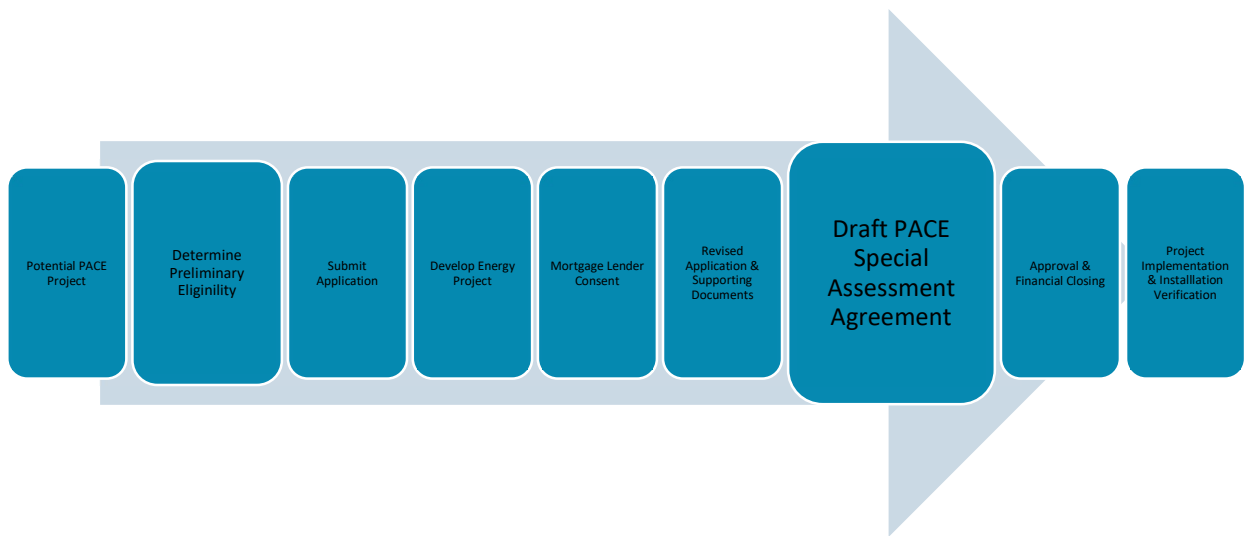 Potential PACE
Project
Determine
Preliminary
Eliginility
Submit
Application
Develop Energy
Project
Mortgage Lender
Consent
Revised
Application &
Supporting
Documents
Draft PACE
Special
Assessment
Agreement
Approval &
Financial Closing
Project
Implementation
& Installlation
Verification